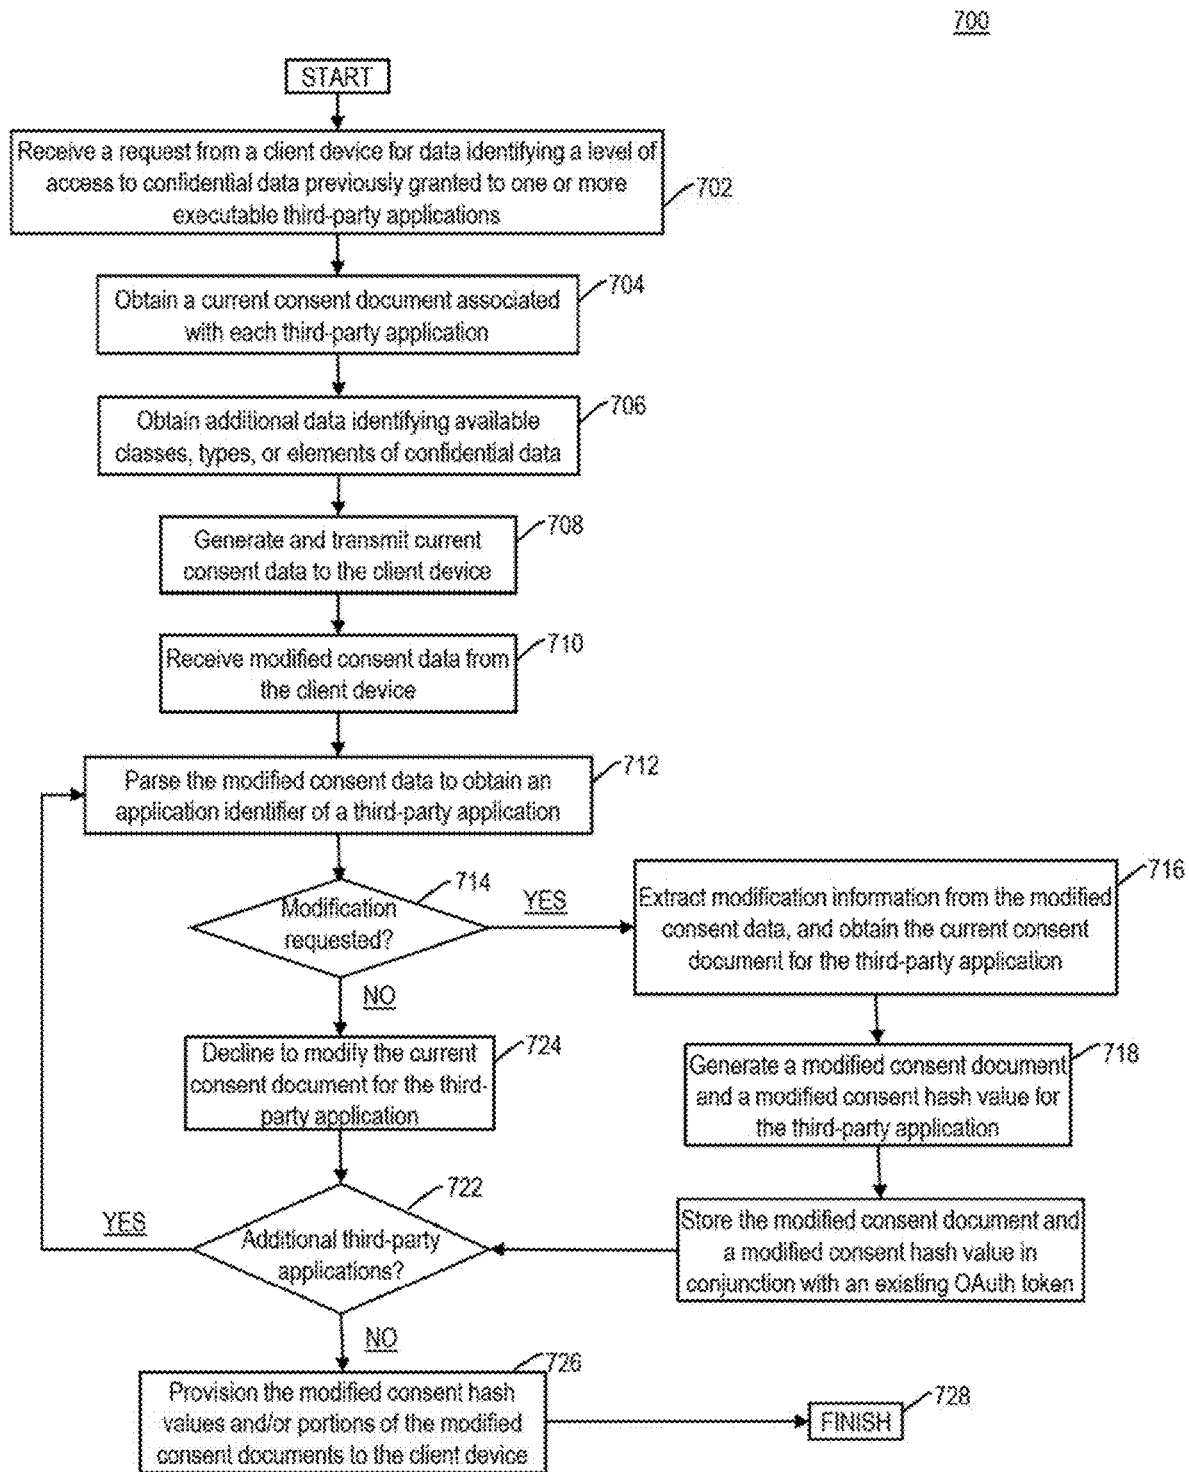 700
START
Receive a request from a client device for data identifying a level of
access to confidential data previously granted to one or more
executable third-party applications
702
Obtain a current consent document associated
with each third-party application
704
Obtain additional data identifying available
classes, types, or elements of confidential data
706
Generate and transmit current
consent data to the client device
708
Receive modified consent data from
the client device
710
Parse the modified consent data to obtain an
application identifier of a third-party application
712
Modification
requested?
714
YES
Extract modification information from the modified
consent data, and obtain the current consent
document for the third-party application
716
NO
Decline to modify the current
consent document for the third-
party application
724
Generate a modified consent document
and a modified consent hash value for
the third-party application
718
Store the modified consent document and
a modified consent hash value in
conjunction with an existing OAuth token
Additional third-party
applications?
722
YES
NO
Provision the modified consent hash
values and/or portions of the modified
consent documents to the client device
726
FINISH
728